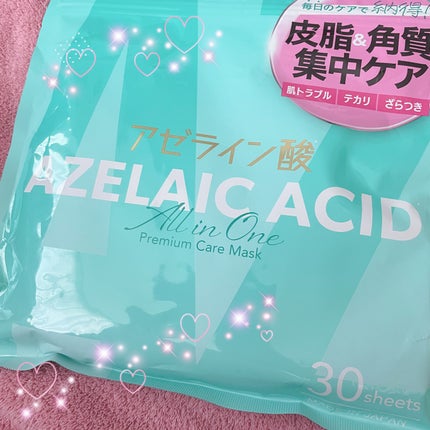 毎日のケアで納得!
皮脂&角質
集中ケア
肌トラブル テカリ ざらつき
アゼライン酸
AZELAIC ACID
All in One
Premium Care Mask
30
sheets